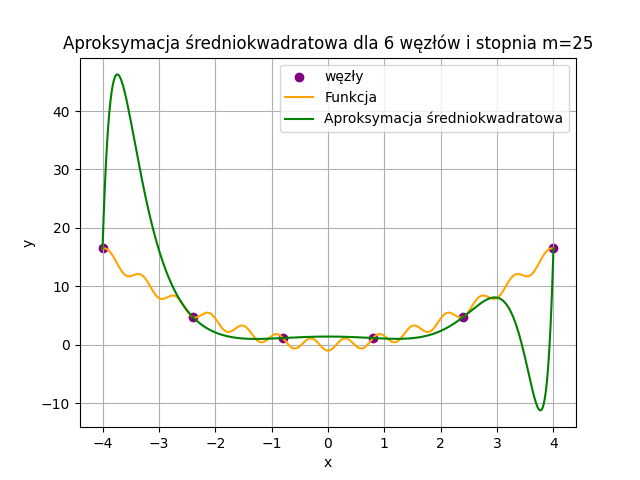 Aproksymacja średniokwadratowa dla 6 węzłów i stopnia m=25
węzły
Funkcja
Aproksymacja średniokwadratowa
y
40
30
20
10
0
−10
−4
−3
−2
−1
0
1
2
3
4
x